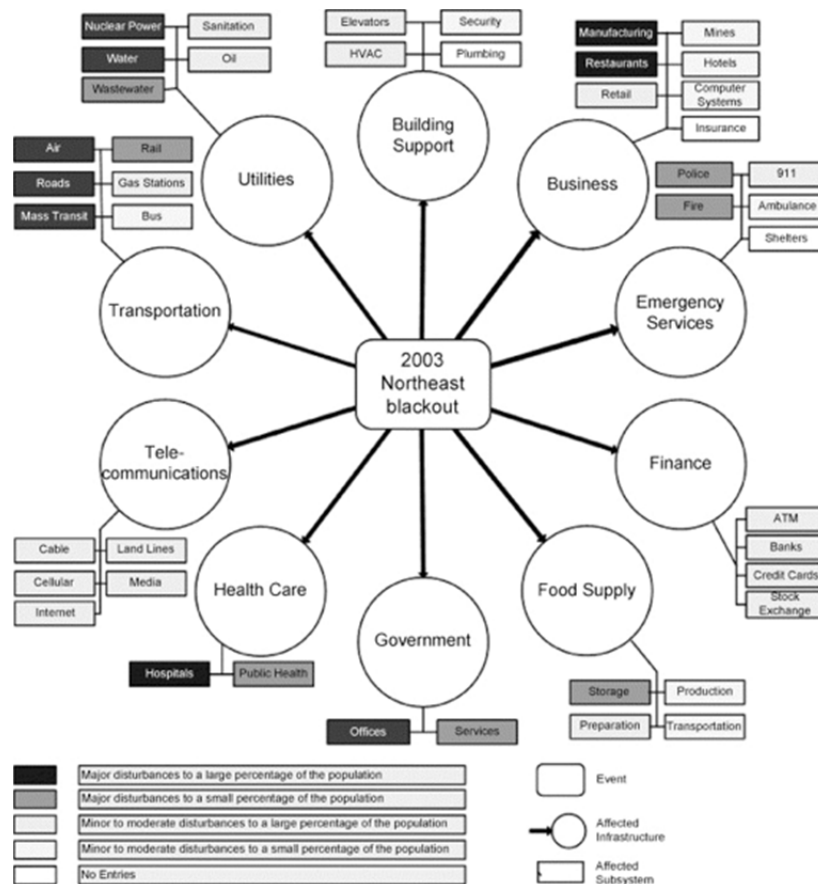 Nuclear Power
Sanitation
Water
Oil
Wastewater
Utilities
Elevators
Security
HVAC
Plumbing
Building
Support
Manufacturing
Mines
Restaurants
Hotels
Retail
Computer
Systems
Insurance
Business
Air
Rail
Roads
Gas Stations
Mass Transit
Bus
Transportation
Police
911
Fire
Ambulance
Shelters
Emergency
Services
2003
Northeast
blackout
Tele-
communications
Cable
Land Lines
Cellular
Media
Internet
Finance
ATM
Banks
Credit Cards
Stock
Exchange
Health Care
Hospitals
Public Health
Government
Offices
Services
Food Supply
Storage
Production
Preparation
Transportation
Major disturbances to a large percentage of the population
Major disturbances to a small percentage of the population
Minor to moderate disturbances to a large percentage of the population
Minor to moderate disturbances to a small percentage of the population
No Entries
Event
Affected
Infrastructure
Affected
Subsystem